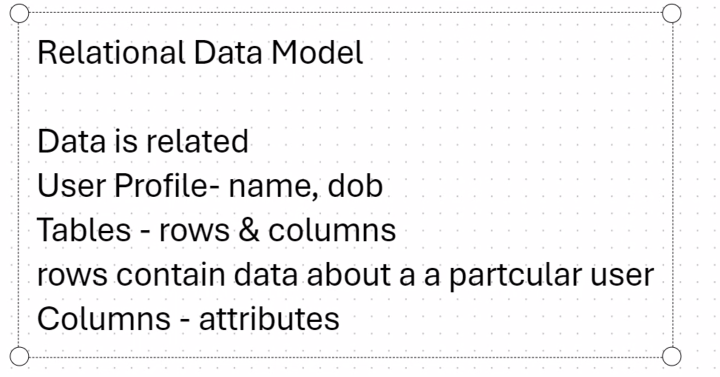 Relational Data Model
Data is related
User Profile- name, dob
Tables - rows & columns
rows contain data about a a partcular user
Columns - attributes